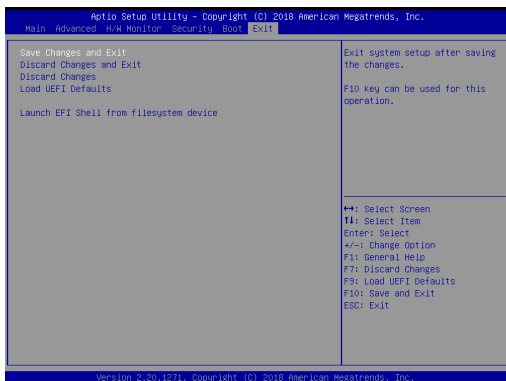 Aptio Setup Utility – Copyright (C) 2018 American Megatrends, Inc.
Main Advanced H/W Monitor Security Boot Exit
Save Changes and Exit
Discard Changes and Exit
Discard Changes
Load UEFI Defaults
Launch EFI Shell from filesystem device
Exit system setup after saving
the changes.
F10 key can be used for this
operation.
↔: Select Screen
↑↓: Select Item
Enter: Select
+/-: Change Option
F1: General Help
F7: Discard Changes
F9: Load UEFI Defaults
F10: Save and Exit
ESC: Exit
Version 2.20.1271. Copyright (C) 2018 American Megatrends, Inc.